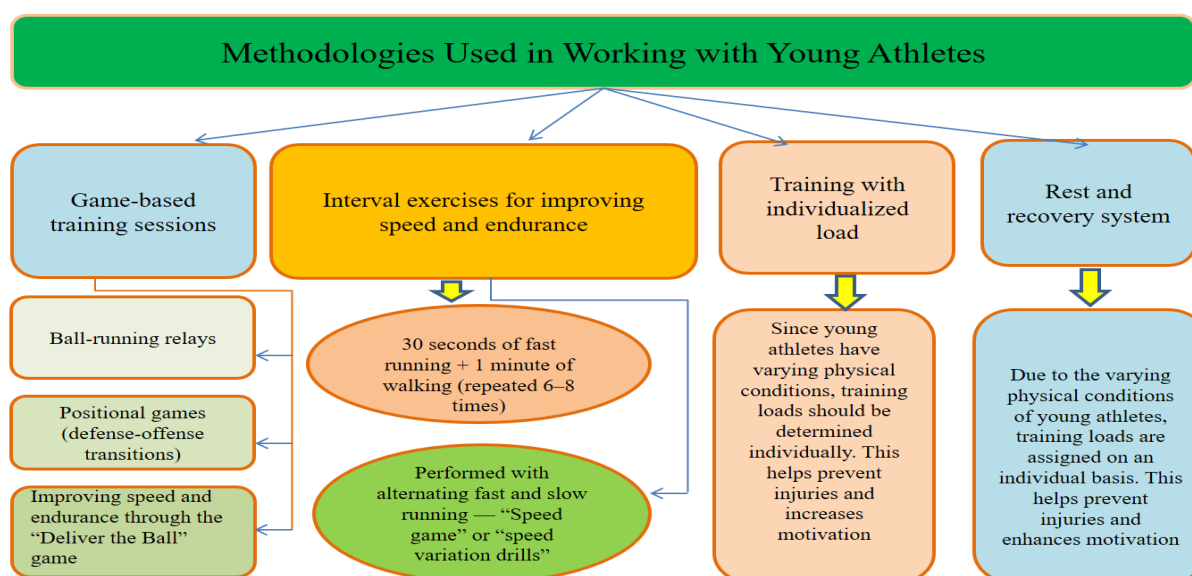 Methodologies Used in Working with Young Athletes
Game-based
training sessions
Interval exercises for improving
speed and endurance
Training with
individualized
load
Rest and
recovery system
Ball-running relays
Positional games
(defense-offense
transitions)
Improving speed and
endurance through the
“Deliver the Ball”
game
30 seconds of fast
running + 1 minute of
walking (repeated 6–8
times)
Performed with
alternating fast and slow
running — “Speed
game” or “speed
variation drills”
Since young
athletes have
varying physical
conditions, training
loads should be
determined
individually. This
helps prevent
injuries and
increases
motivation
Due to the varying
physical conditions
of young athletes,
training loads are
assigned on an
individual basis. This
helps prevent
injuries and
enhances motivation